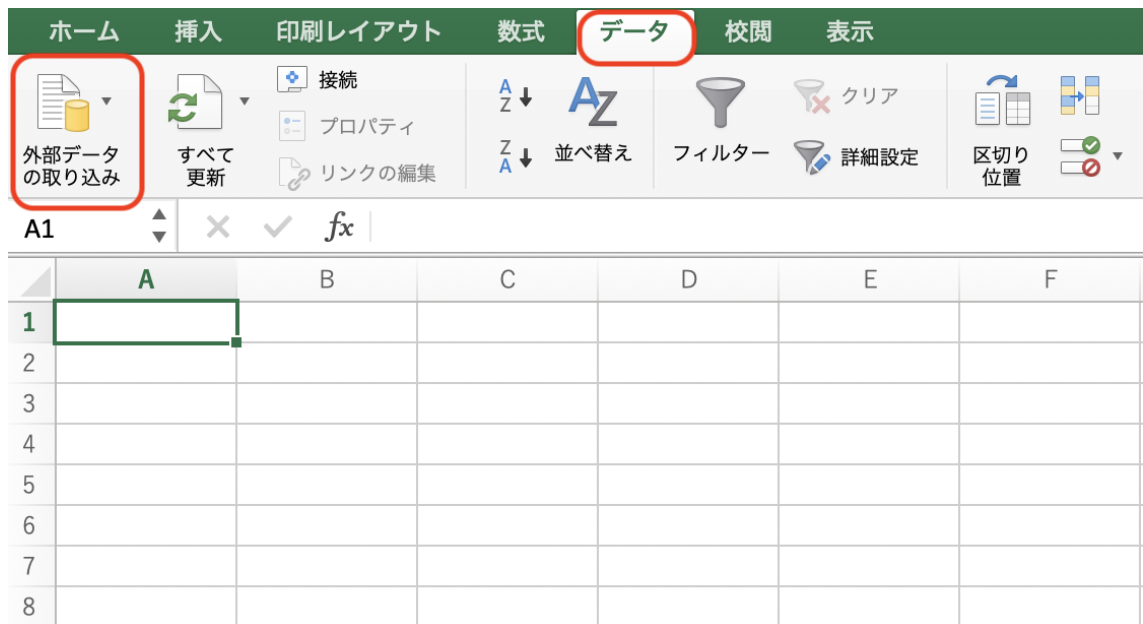 ホーム 挿入 印刷レイアウト 数式 データ 校閲 表示
接続
クリア
プロパティ
外部データ
の取り込み
すべて
更新
リンクの編集
A
Z
Z
A
AZ
並べ替え
フィルター
詳細設定
区切り
位置
A1
fx
A B C D E F
1
2
3
4
5
6
7
8